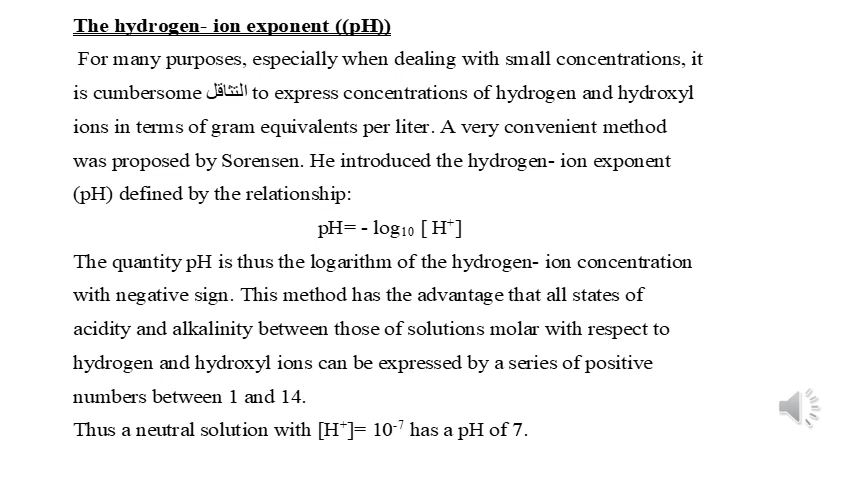 The hydrogen- ion exponent ((pH))
For many purposes, especially when dealing with small concentrations, it
is cumbersome التثاقل to express concentrations of hydrogen and hydroxyl
ions in terms of gram equivalents per liter. A very convenient method
was proposed by Sorensen. He introduced the hydrogen- ion exponent
(pH) defined by the relationship:
pH= - log₁₀ [ H⁺]
The quantity pH is thus the logarithm of the hydrogen- ion concentration
with negative sign. This method has the advantage that all states of
acidity and alkalinity between those of solutions molar with respect to
hydrogen and hydroxyl ions can be expressed by a series of positive
numbers between 1 and 14.
Thus a neutral solution with [H⁺]= 10⁻⁷ has a pH of 7.